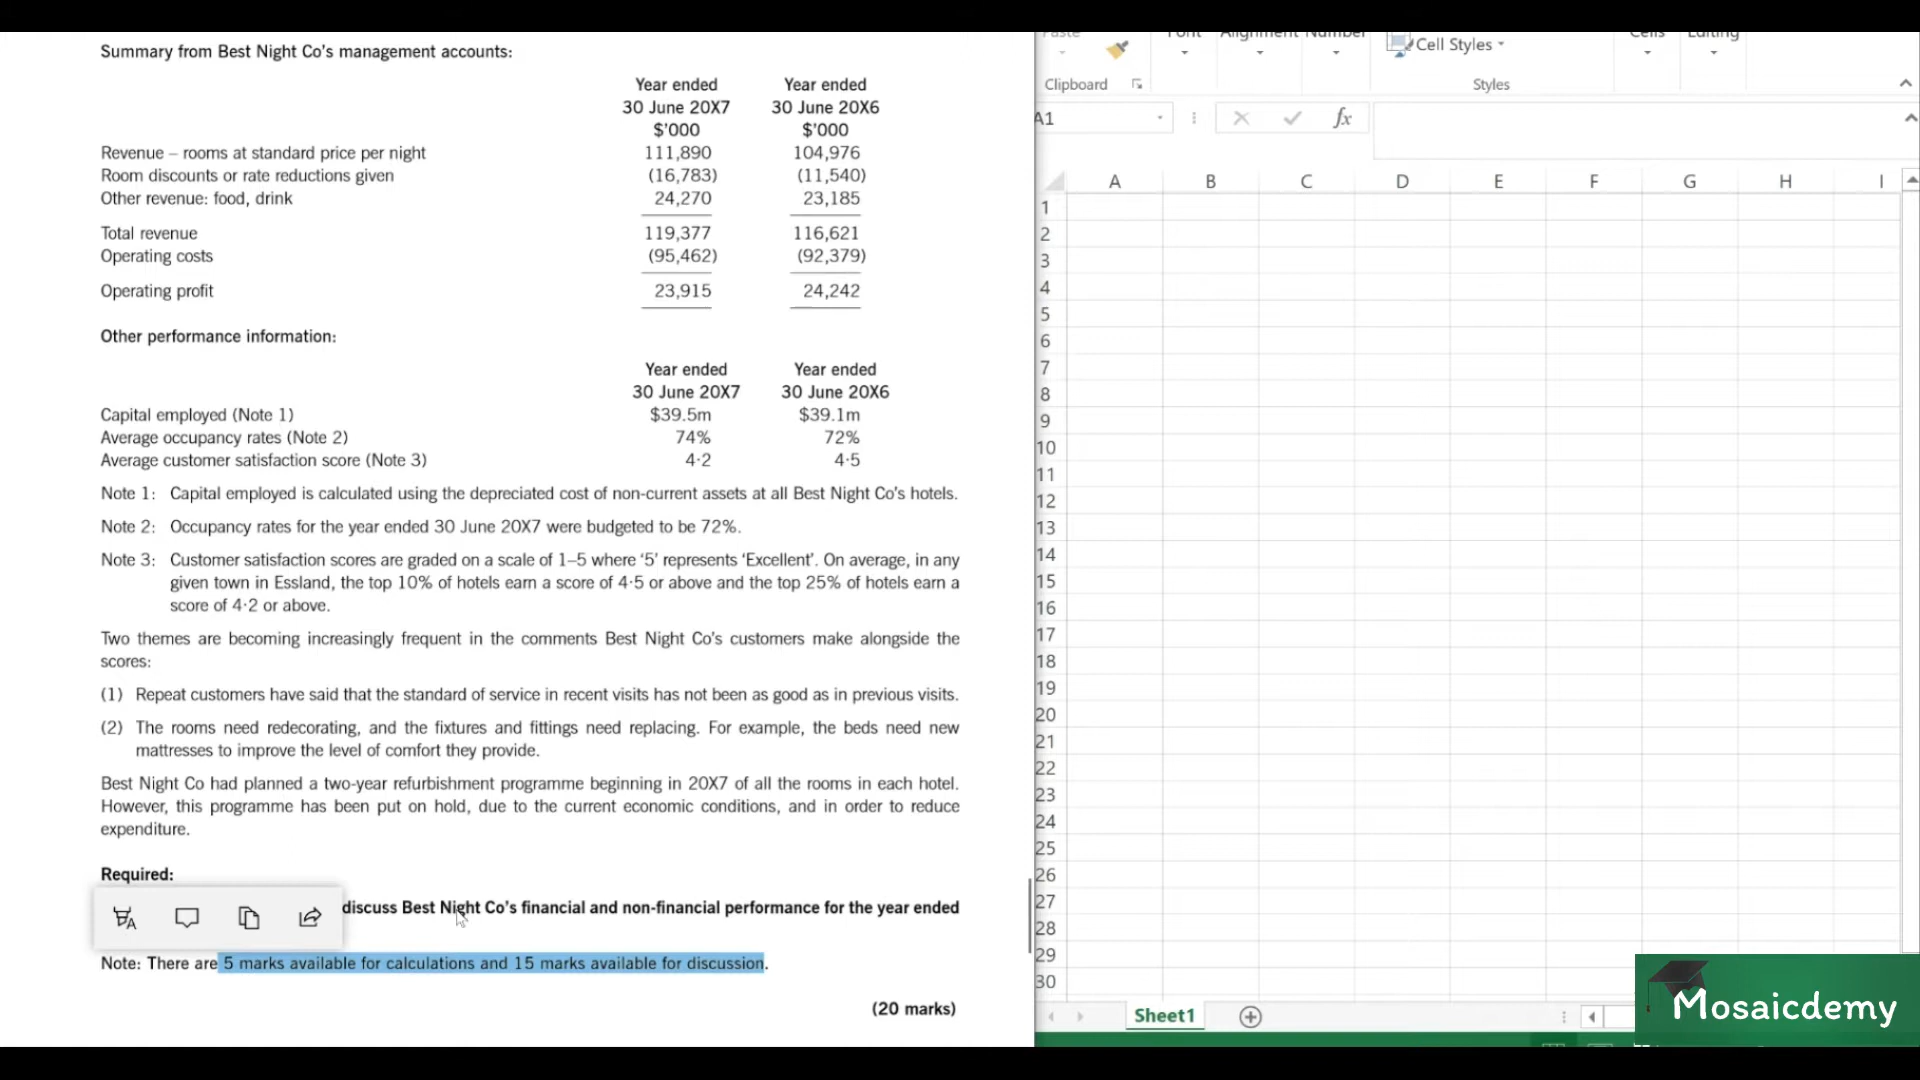 Summary from Best Night Co's management accounts:
Year ended Year ended
30 June 20X7 30 June 20X6
$'000 $'000
Revenue – rooms at standard price per night 111,890 104,976
Room discounts or rate reductions given (16,783) (11,540)
Other revenue: food, drink 24,270 23,185
Total revenue 119,377 116,621
Operating costs (95,462) (92,379)
Operating profit 23,915 24,242
Other performance information:
Year ended Year ended
30 June 20X7 30 June 20X6
Capital employed (Note 1) $39.5m $39.1m
Average occupancy rates (Note 2) 74% 72%
Average customer satisfaction score (Note 3) 4·2 4·5
Note 1: Capital employed is calculated using the depreciated cost of non-current assets at all Best Night Co's hotels.
Note 2: Occupancy rates for the year ended 30 June 20X7 were budgeted to be 72%.
Note 3: Customer satisfaction scores are graded on a scale of 1–5 where '5' represents 'Excellent'. On average, in any
given town in Essland, the top 10% of hotels earn a score of 4·5 or above and the top 25% of hotels earn a
score of 4·2 or above.
Two themes are becoming increasingly frequent in the comments Best Night Co's customers make alongside the
scores:
(1) Repeat customers have said that the standard of service in recent visits has not been as good as in previous visits.
(2) The rooms need redecorating, and the fixtures and fittings need replacing. For example, the beds need new
mattresses to improve the level of comfort they provide.
Best Night Co had planned a two-year refurbishment programme beginning in 20X7 of all the rooms in each hotel.
However, this programme has been put on hold, due to the current economic conditions, and in order to reduce
expenditure.
Required:
discuss Best Night Co's financial and non-financial performance for the year ended
Note: There are 5 marks available for calculations and 15 marks available for discussion.
(20 marks)
Paste Font Alignment Number Cell Styles Cells Editing
Clipboard Styles
A1 fx
A B C D E F G H I
1
2
3
4
5
6
7
8
9
10
11
12
13
14
15
16
17
18
19
20
21
22
23
24
25
26
27
28
29
30
Sheet1
Mosaicdemy